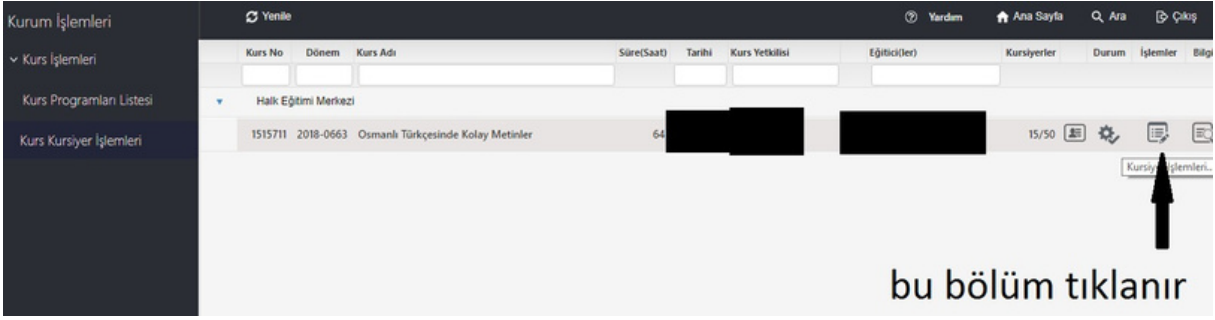 Kurum İşlemleri
Yenile
Yardım Ana Sayfa Ara Çıkış
Kurs İşlemleri
Kurs Programları Listesi
Kurs Kursiyer İşlemleri
Kurs No Dönem Kurs Adı Süre(Saat) Tarihi Kurs Yetkilisi Eğitici(ler) Kursiyerler Durum İşlemler Bilgi
Halk Eğitimi Merkezi
1515711 2018-0663 Osmanlı Türkçesinde Kolay Metinler 64 15/50
bu bölüm tıklanır